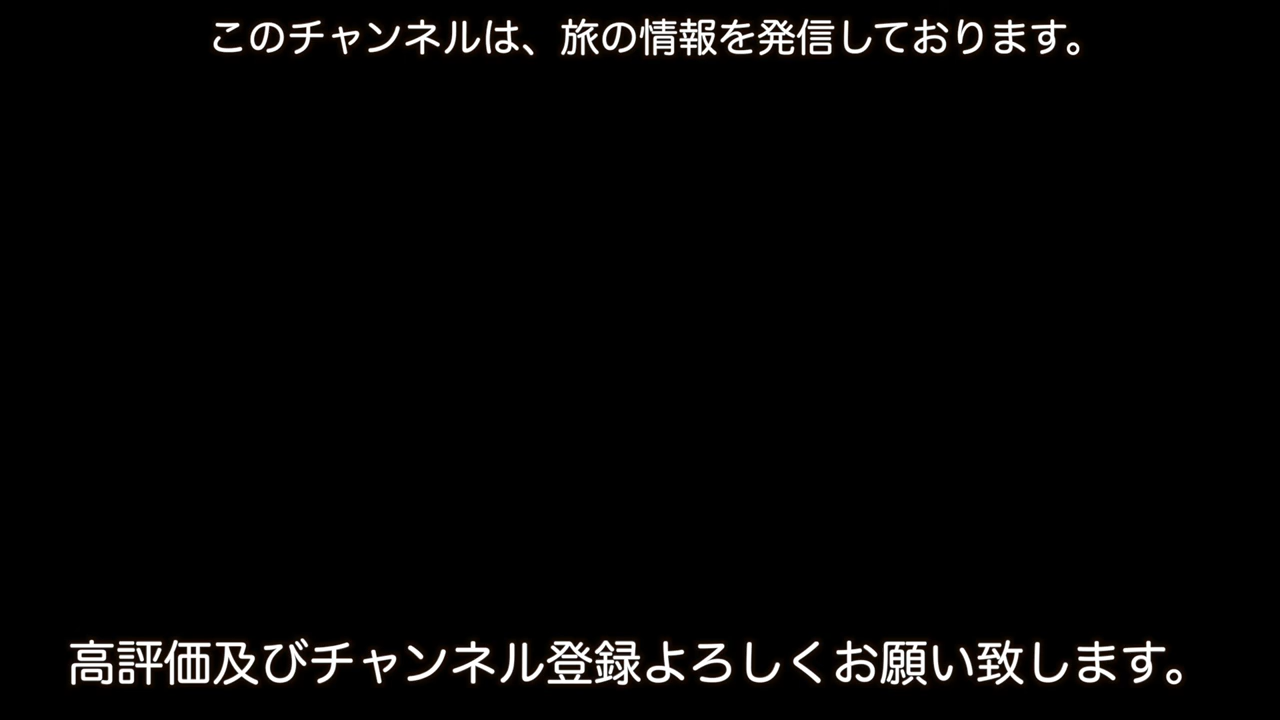 このチャンネルは、旅の情報を発信しております。
高評価及びチャンネル登録よろしくお願い致します。